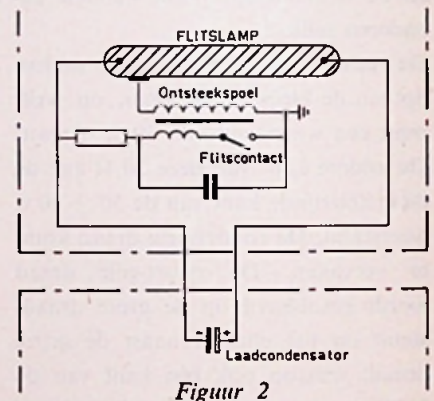 FLITSLAMP
Ontsteekspoel
Flitscontact
- +
Laadcondensator
Figuur 2